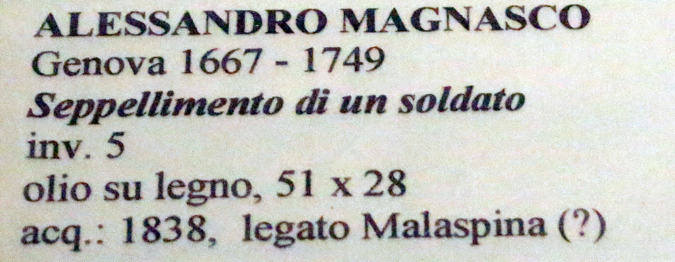 ALESSANDRO MAGNASCO
Genova 1667 - 1749
Seppellimento di un soldato
inv. 5
olio su legno, 51 x 28
acq.: 1838, legato Malaspina (?)